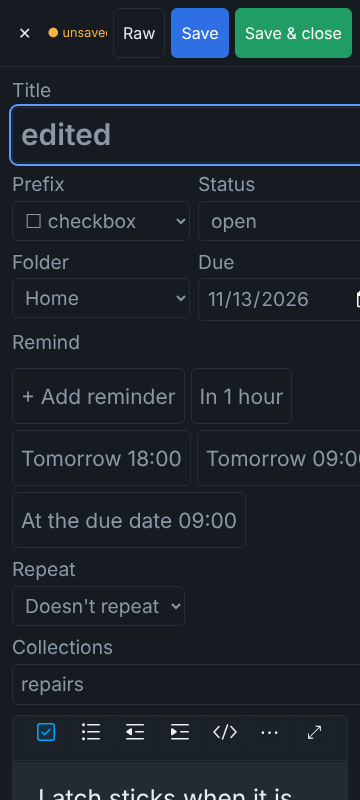 ✕ unsaved Raw Save Save & close
Title
edited
Prefix Status
☐ checkbox open
Folder Due
Home 11/13/2026
Remind
+ Add reminder In 1 hour
Tomorrow 18:00 Tomorrow 09:00
At the due date 09:00
Repeat
Doesn't repeat
Collections
repairs
</> ...
Latch sticks when it is